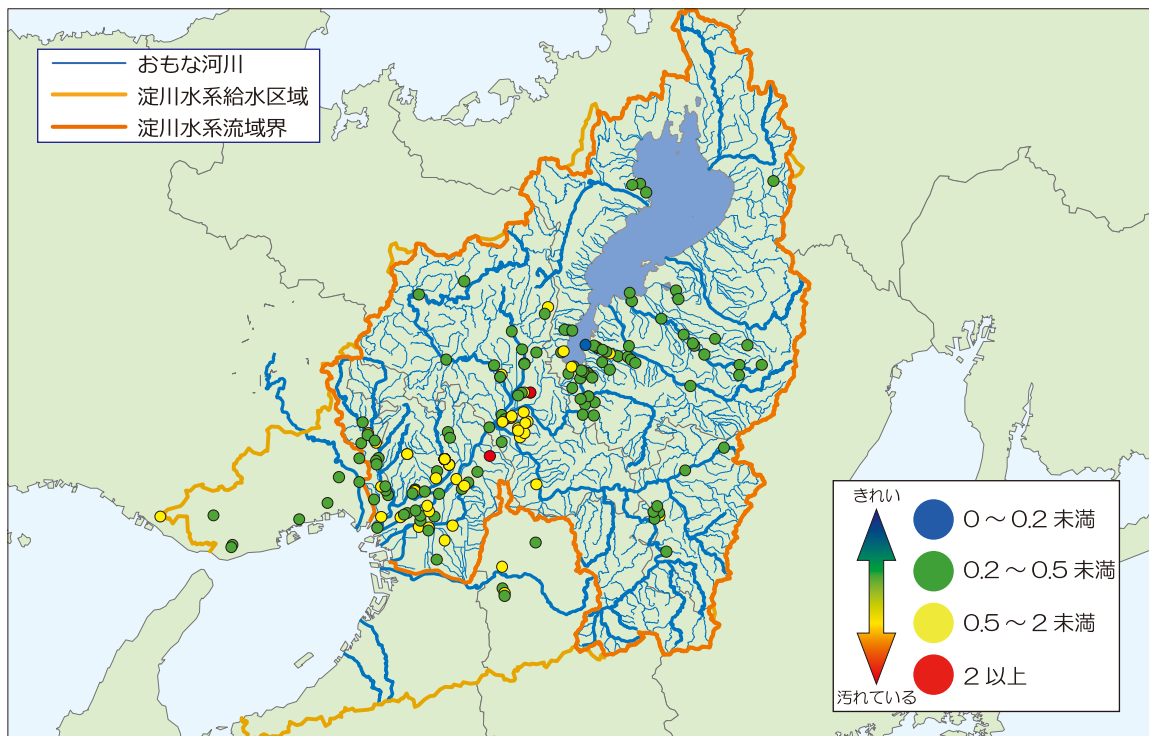 おもな河川
淀川水系給水区域
淀川水系流域界
きれい
0～0.2 未満
0.2～0.5 未満
0.5～2 未満
2 以上
汚れている